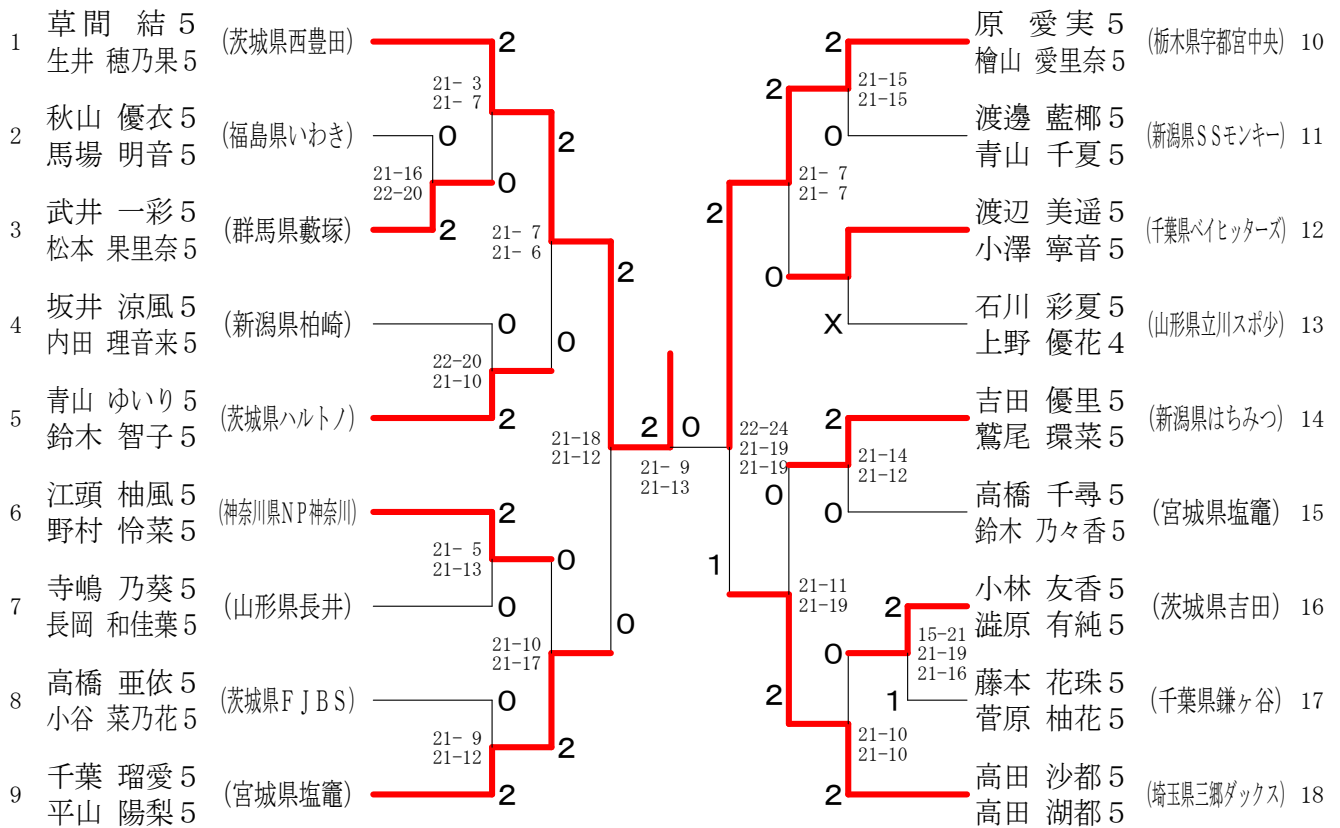 1 草間 結 5 (茨城県西豊田)
生井 穂乃果 5
2
21- 3
21- 7
2 秋山 優衣 5 (福島県いわき)
馬場 明音 5
0
2
21-16
22-20
0
3 武井 一彩 5 (群馬県藪塚)
松本 果里奈 5
2
21- 7
21- 6
2
4 坂井 涼風 5 (新潟県柏崎)
内田 理音来 5
0
0
22-20
21-10
5 青山 ゆいり 5 (茨城県ハルトノ)
鈴木 智子 5
2
21-18
21-12
6 江頭 柚風 5 (神奈川県NP神奈川)
野村 怜菜 5
2
21- 5
21-13
0
7 寺嶋 乃葵 5 (山形県長井)
長岡 和佳葉 5
0
0
21-10
21-17
8 高橋 亜依 5 (茨城県FJBS)
小谷 菜乃花 5
0
21- 9
21-12
2
9 千葉 瑠愛 5 (宮城県塩竈)
平山 陽梨 5
2
2 0
21- 9
21-13
2 原 愛実 5 (栃木県宇都宮中央) 10
檜山 愛里奈 5
2
21-15
21-15
0 渡邊 藍梛 5 (新潟県SSモンキー) 11
青山 千夏 5
21- 7
21- 7
2
渡辺 美遥 5 (千葉県ベイヒッターズ) 12
小澤 寧音 5
0
X 石川 彩夏 5 (山形県立川スポ少) 13
上野 優花 4
22-24
21-19
21-19
2 吉田 優里 5 (新潟県はちみつ) 14
鷲尾 環菜 5
0
21-14
21-12
0 高橋 千尋 5 (宮城県塩竈) 15
鈴木 乃々香 5
1
21-11
21-19
2 小林 友香 5 (茨城県吉田) 16
澁原 有純 5
0
15-21
21-19
21-16
1 藤本 花珠 5 (千葉県鎌ヶ谷) 17
菅原 柚花 5
2
21-10
21-10
2 高田 沙都 5 (埼玉県三郷ダックス) 18
高田 湖都 5